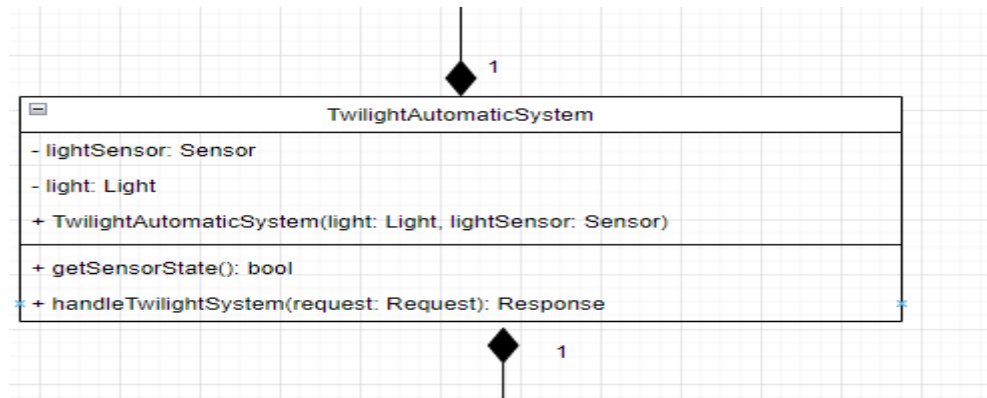 1
TwilightAutomaticSystem
- lightSensor: Sensor
- light: Light
+ TwilightAutomaticSystem(light: Light, lightSensor: Sensor)
+ getSensorState(): bool
+ handleTwilightSystem(request: Request): Response
1